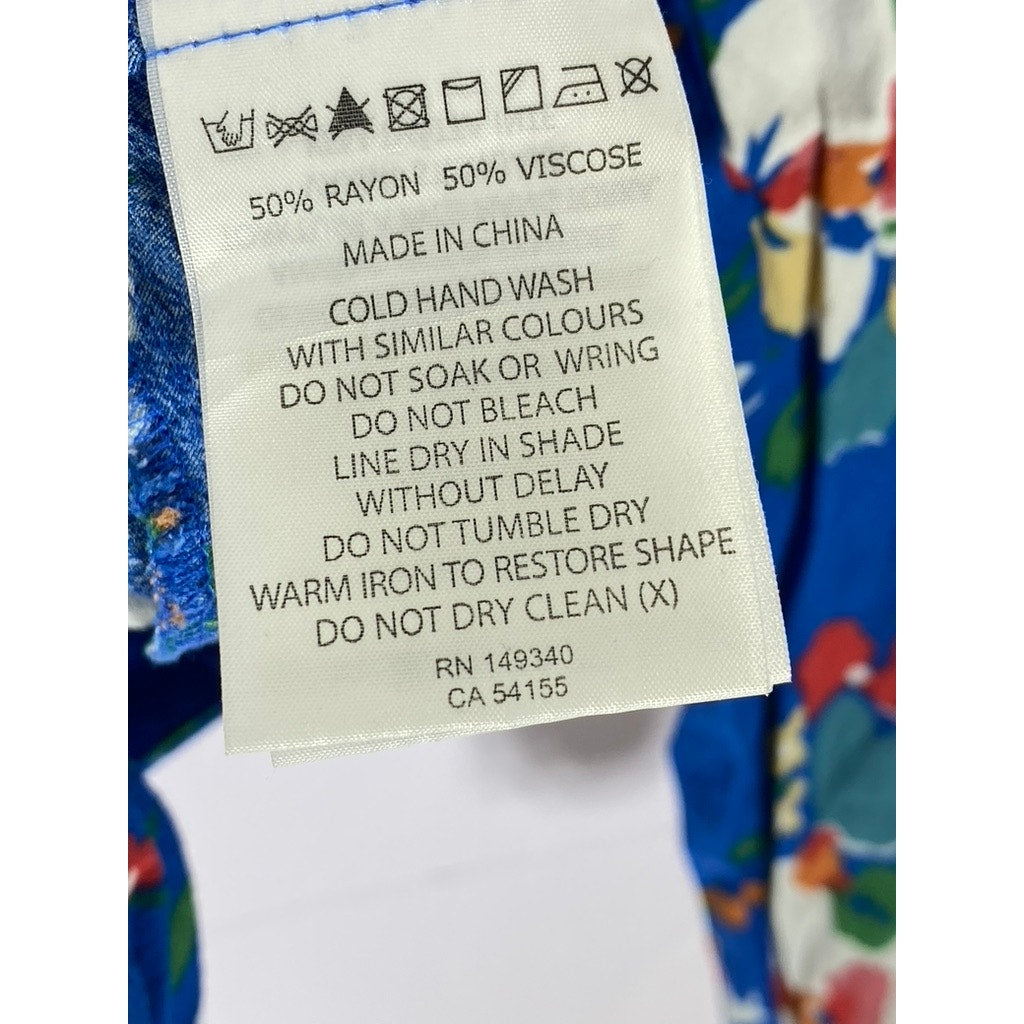 50% RAYON 50% VISCOSE
MADE IN CHINA
COLD HAND WASH
WITH SIMILAR COLOURS
DO NOT SOAK OR WRING
DO NOT BLEACH
LINE DRY IN SHADE
WITHOUT DELAY
DO NOT TUMBLE DRY
WARM IRON TO RESTORE SHAPE
DO NOT DRY CLEAN (X)
RN 149340
CA 54155